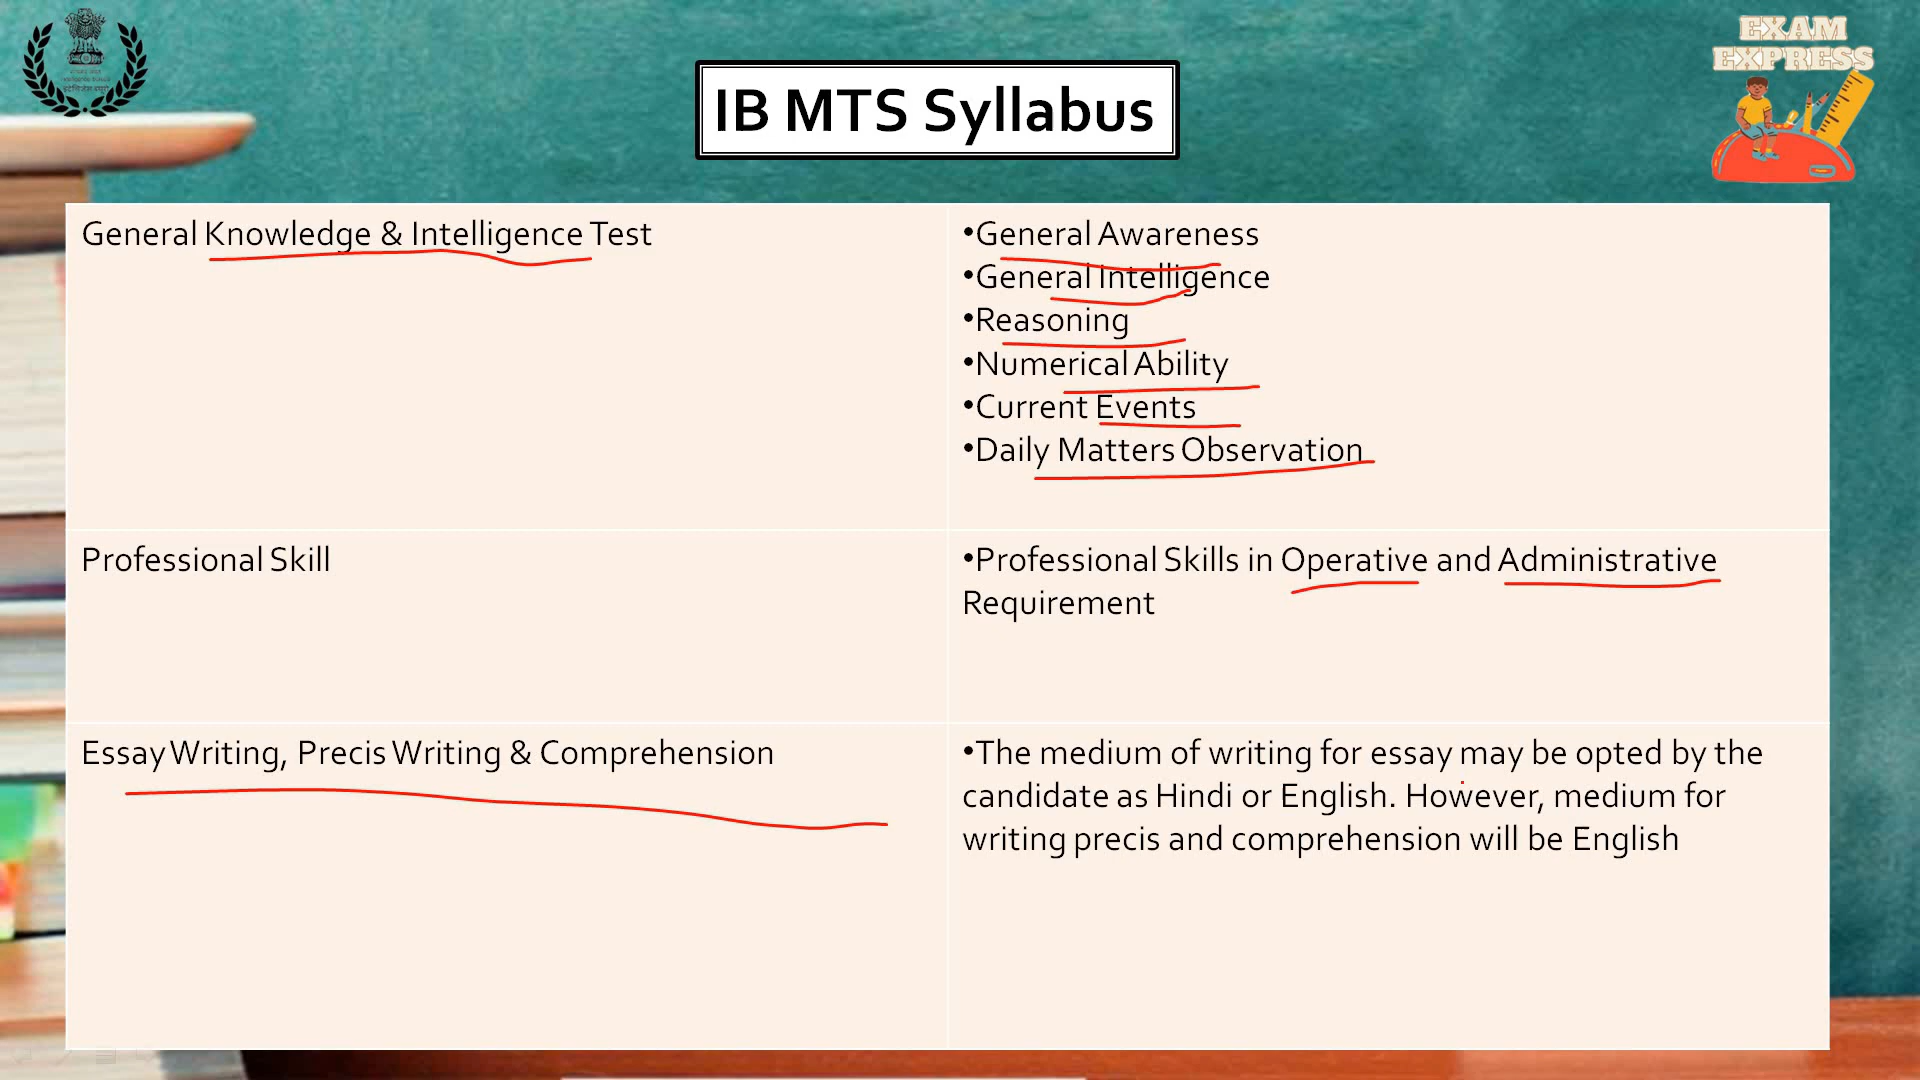 EXAM
EXPRESS
IB MTS Syllabus
General Knowledge & Intelligence Test
•General Awareness
•General Intelligence
•Reasoning
•Numerical Ability
•Current Events
•Daily Matters Observation
Professional Skill
•Professional Skills in Operative and Administrative
Requirement
Essay Writing, Precis Writing & Comprehension
•The medium of writing for essay may be opted by the
candidate as Hindi or English. However, medium for
writing precis and comprehension will be English